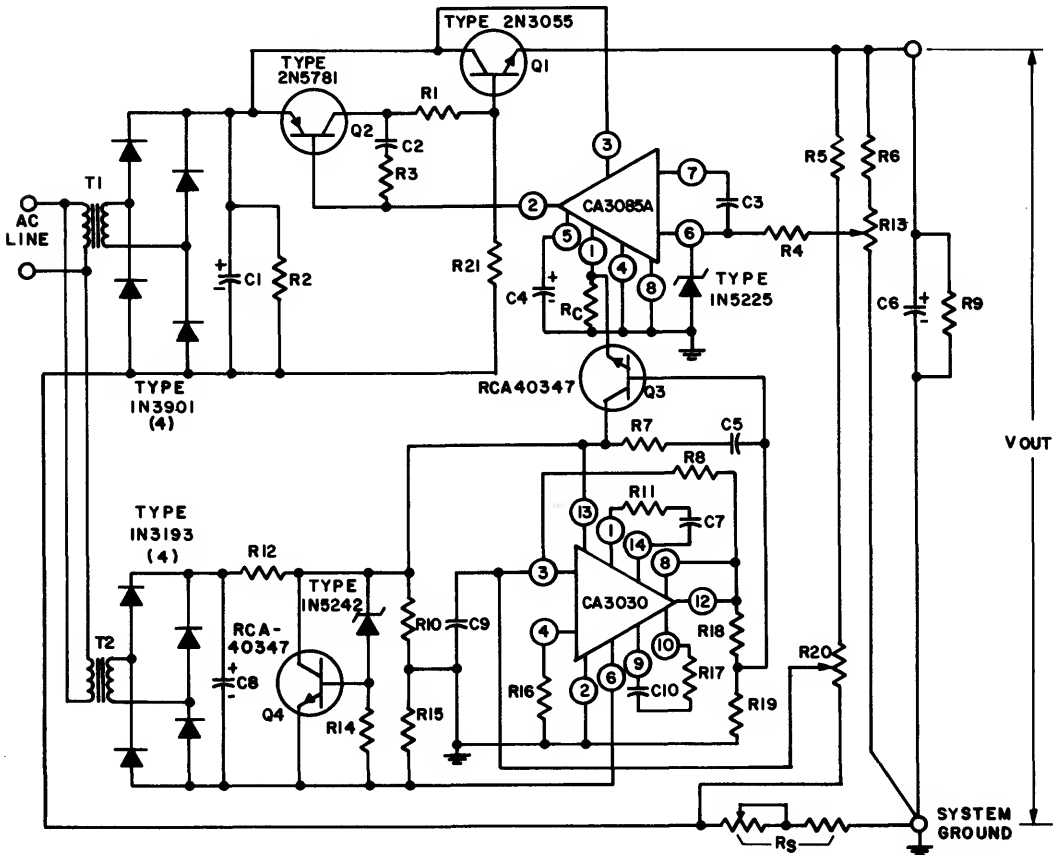 TYPE 2N3055
Q1
TYPE
2N5781
R1
Q2
C2
R3
3
2
CA3085A
7
6
5
1
4
8
C3
R4
R5
R6
R13
T1
AC
LINE
+
-
C1
R2
R21
C4
+
-
RC
TYPE
1N5225
C6
+
-
R9
RCA40347
Q3
TYPE
1N3901
(4)
R7
C5
V OUT
R8
R11
C7
13
1
14
8
TYPE
1N3193
(4)
R12
TYPE
1N5242
R10
C9
3
CA3030
12
4
10
R18
RCA-
40347
T2
+
-
C8
Q4
R14
R15
R16
2
6
9
C10
R17
R19
R20
SYSTEM
GROUND
RS